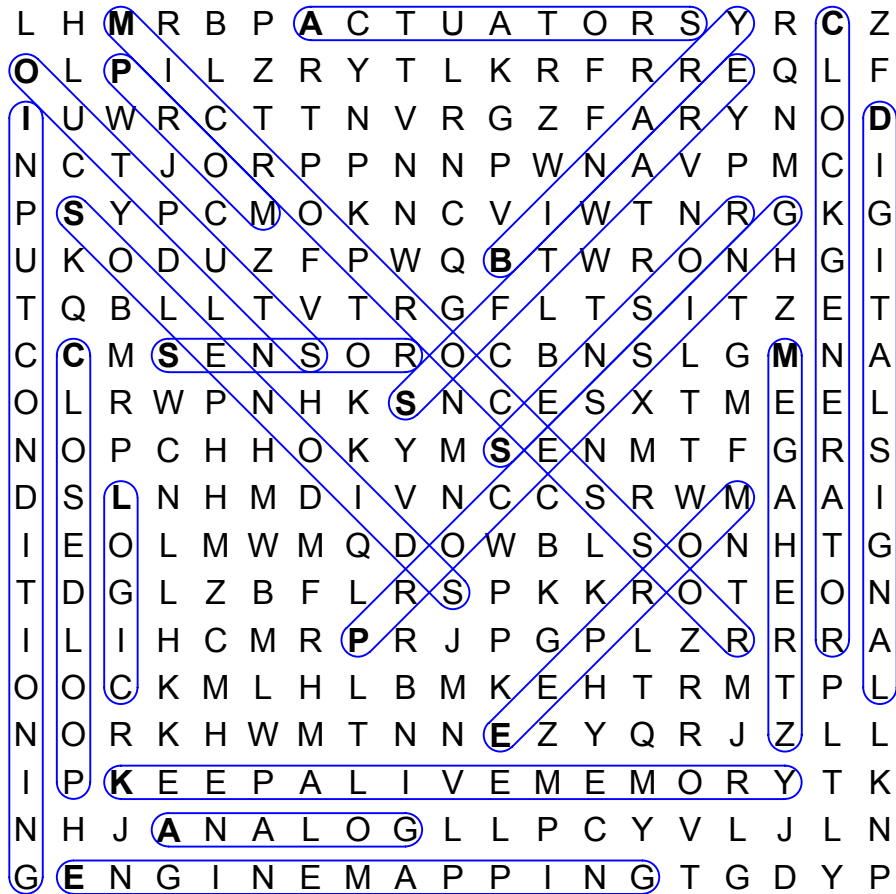 L H M R B P A C T U A T O R S Y R C Z
O L P I L Z R Y T L K R F R R E Q L F
I U W R C T T N V R G Z F A R Y N O D
N C T J O R P P N N P W N A V P M C I
P S Y P C M O K N C V I W T N R G K G
U K O D U Z F P W Q B T W R O N H G I
T Q B L L T V T R G F L T S I T Z E T
C C M S E N S O R O C B N S L G M N A
O L R W P N H K S N C E S X T M E E L
N O P C H H O K Y M S E N M T F G R S
D S L N H M D I V N C C S R W M A A I
I E O L M W M Q D O W B L S O N H T G
T D G L Z B F L R S P K K R O T E O N
I L I H C M R P R J P G P L Z R R R A
O O C K M L H L B M K E H T R M T P L
N O R K H W M T N N E Z Y Q R J Z L L
I P K E E P A L I V E M E M O R Y T K
N H J A N A L O G L L P C Y V L J L N
G E N G I N E M A P P I N G T G D Y P